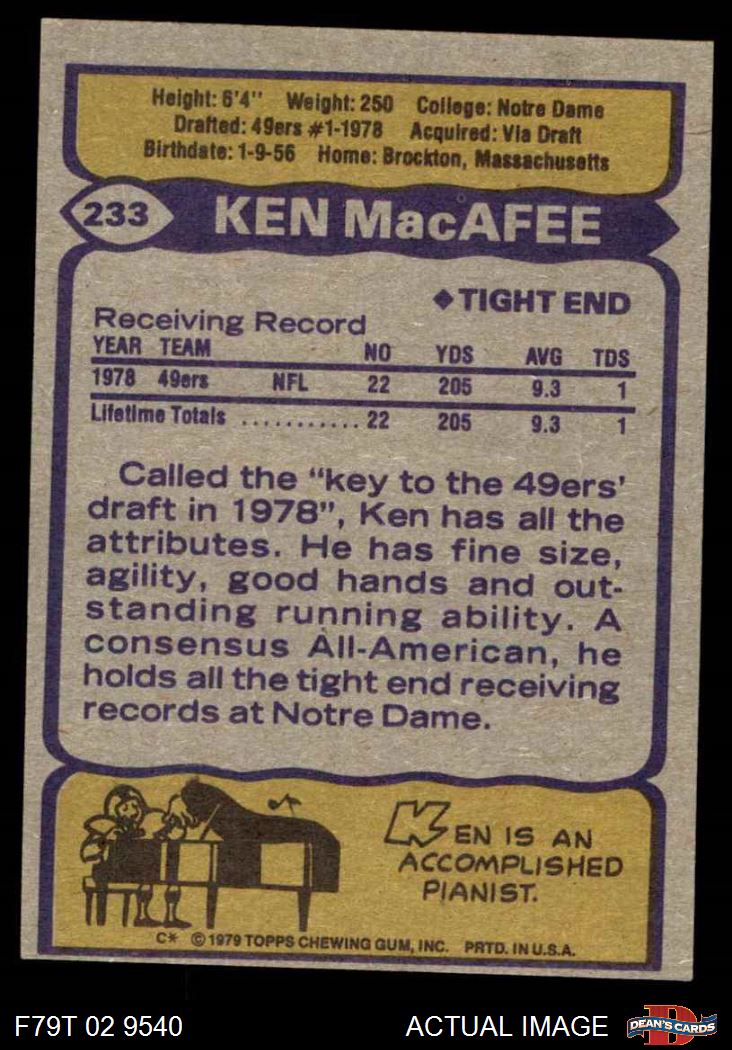 Height: 6'4" Weight: 250 College: Notre Dame
Drafted: 49ers #1-1978 Acquired: Via Draft
Birthdate: 1-9-56 Home: Brockton, Massachusetts
233 KEN MacAFEE
◆TIGHT END
Receiving Record
YEAR TEAM NO YDS AVG TDS
1978 49ers NFL 22 205 9.3 1
Lifetime Totals ........... 22 205 9.3 1
Called the "key to the 49ers'
draft in 1978", Ken has all the
attributes. He has fine size,
agility, good hands and out-
standing running ability. A
consensus All-American, he
holds all the tight end receiving
records at Notre Dame.
KEN IS AN
ACCOMPLISHED
PIANIST.
C* ©1979 TOPPS CHEWING GUM, INC. PRTD. IN U.S.A.
F79T 02 9540 ACTUAL IMAGE DEAN'S CARDS